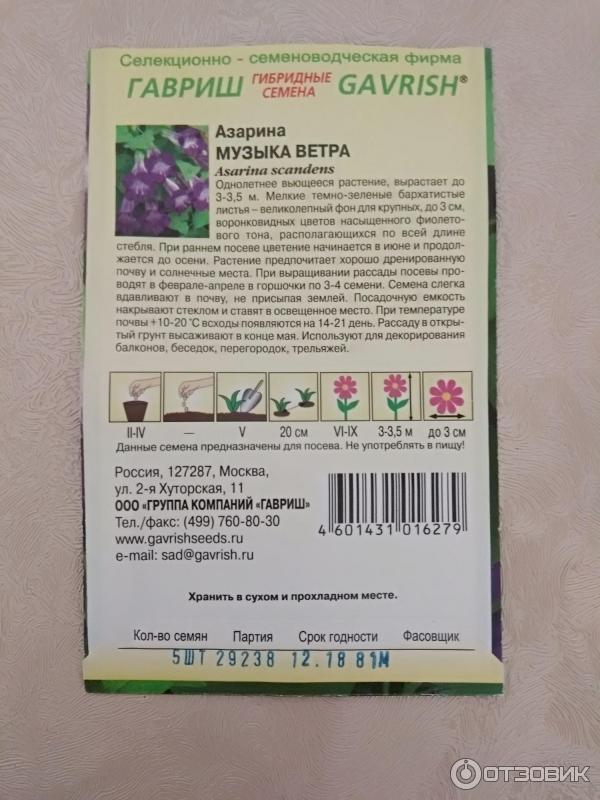 Селекционно - семеноводческая фирма
ГАВРИШ ГИБРИДНЫЕ СЕМЕНА GAVRISH®
Азарина
МУЗЫКА ВЕТРА
Asarina scandens
Однолетнее вьющееся растение, вырастает до
3-3,5 м. Мелкие темно-зеленые бархатистые
листья – великолепный фон для крупных, до 3 см,
воронковидных цветов насыщенного фиолето-
вого тона, располагающихся по всей длине
стебля. При раннем посеве цветение начинается в июне и продол-
жается до осени. Растение предпочитает хорошо дренированную
почву и солнечные места. При выращивании рассады посевы про-
водят в феврале-апреле в горшочки по 3-4 семени. Семена слегка
вдавливают в почву, не присыпая землей. Посадочную емкость
накрывают стеклом и ставят в освещенное место. При температуре
почвы +10-20 °С всходы появляются на 14-21 день. Рассаду в откры-
тый грунт высаживают в конце мая. Используют для декорирования
балконов, беседок, перегородок, трельяжей.
II-IV — V 20 см VI-IX 3-3,5 м до 3 см
Данные семена предназначены для посева. Не употреблять в пищу!
Россия, 127287, Москва,
ул. 2-я Хуторская, 11
ООО «ГРУППА КОМПАНИЙ «ГАВРИШ»
Тел./факс: (499) 760-80-30
www.gavrishseeds.ru
e-mail: sad@gavrish.ru
4 601431 016279
Хранить в сухом и прохладном месте.
Кол-во семян Партия Срок годности Фасовщик
5ШТ 29238 12.18 81М
ОТЗОВИК